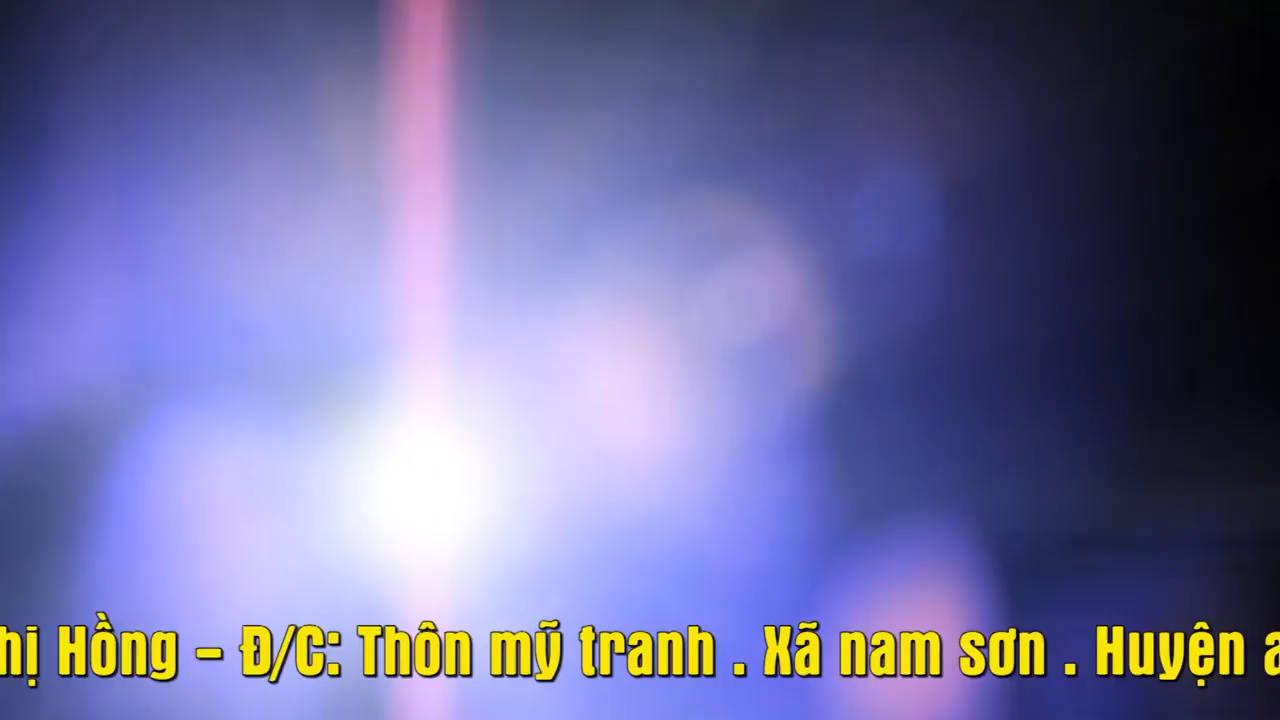 hị Hồng - Đ/C: Thôn mỹ tranh . Xã nam sơn . Huyện a